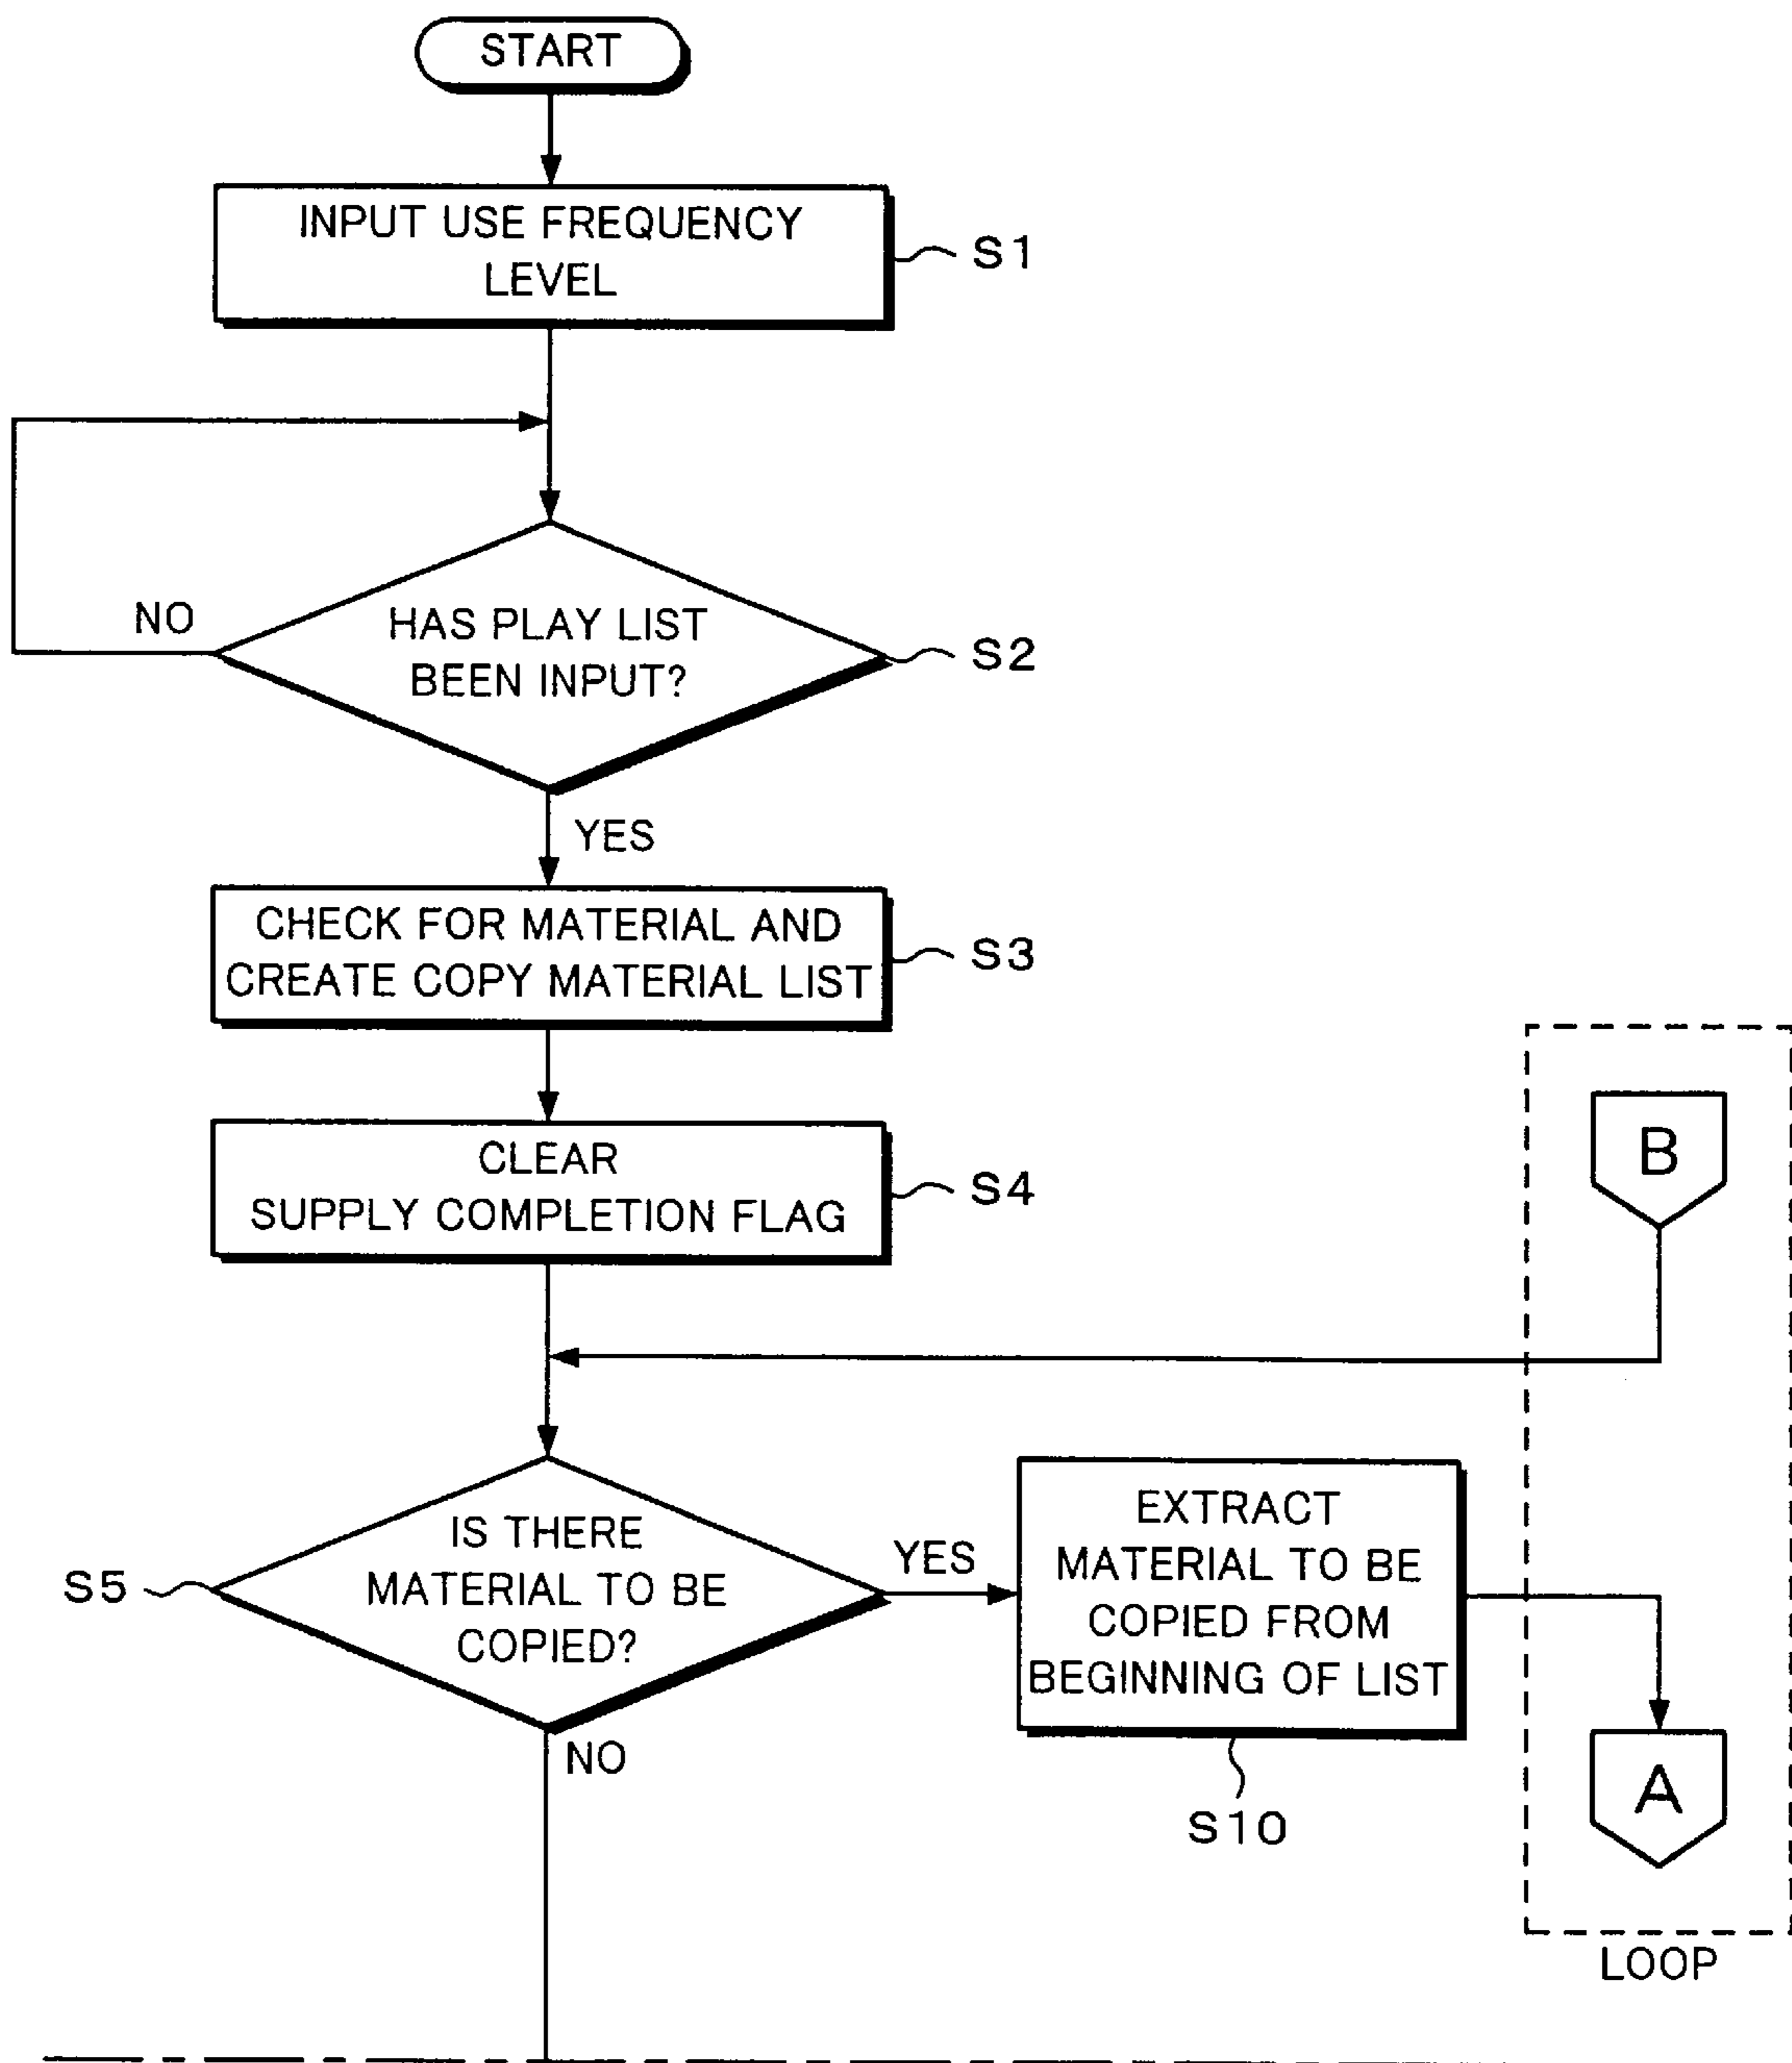 START
INPUT USE FREQUENCY
LEVEL
S1
NO
HAS PLAY LIST
BEEN INPUT?
S2
YES
CHECK FOR MATERIAL AND
CREATE COPY MATERIAL LIST
S3
CLEAR
SUPPLY COMPLETION FLAG
S4
B
S5
IS THERE
MATERIAL TO BE
COPIED?
YES
NO
EXTRACT
MATERIAL TO BE
COPIED FROM
BEGINNING OF LIST
S10
A
LOOP